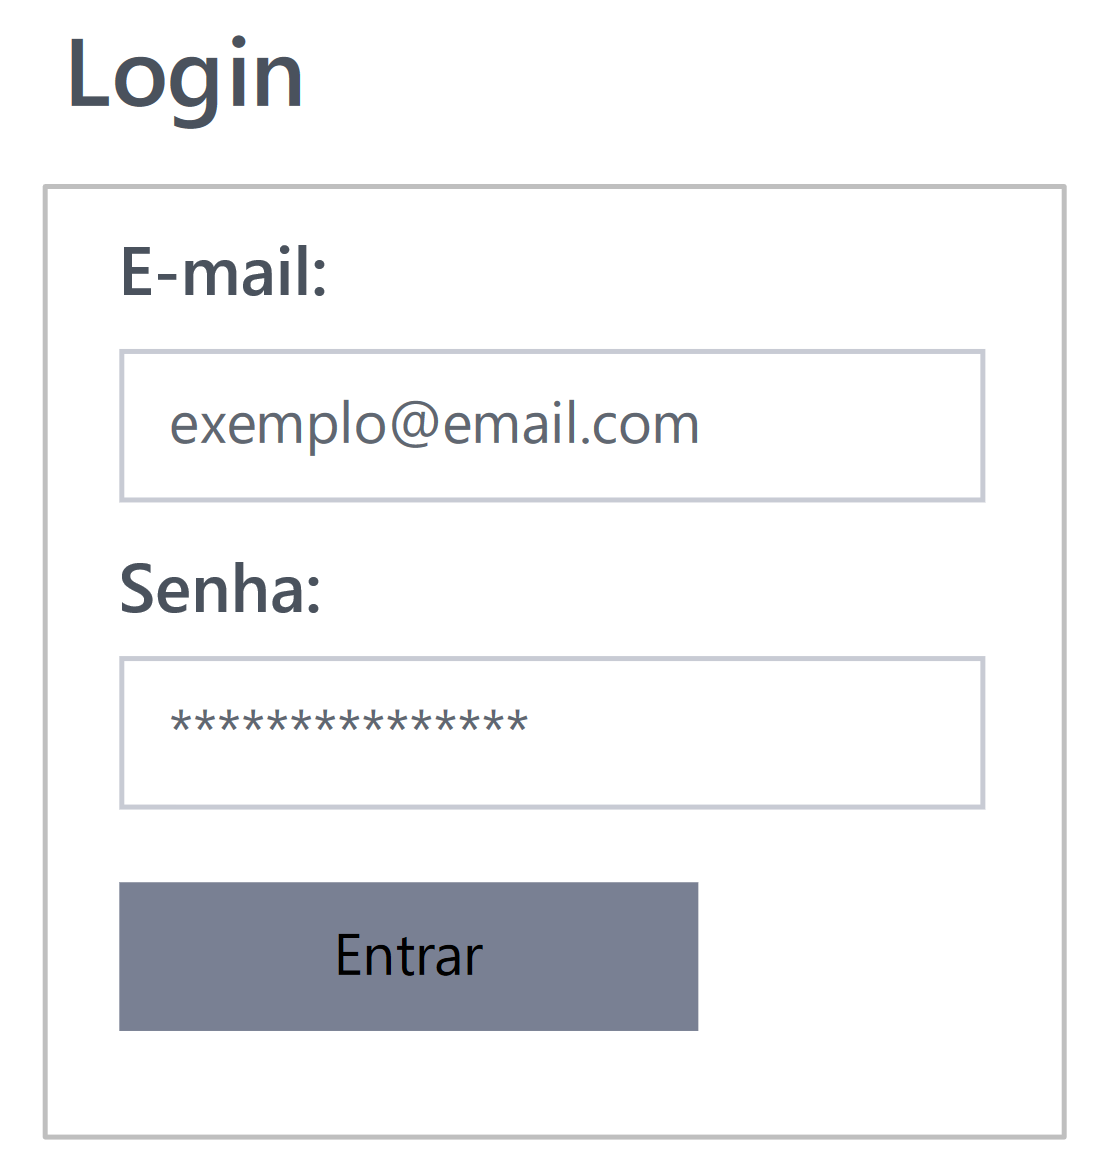 Login
E-mail:
exemplo@email.com
Senha:
***************
Entrar